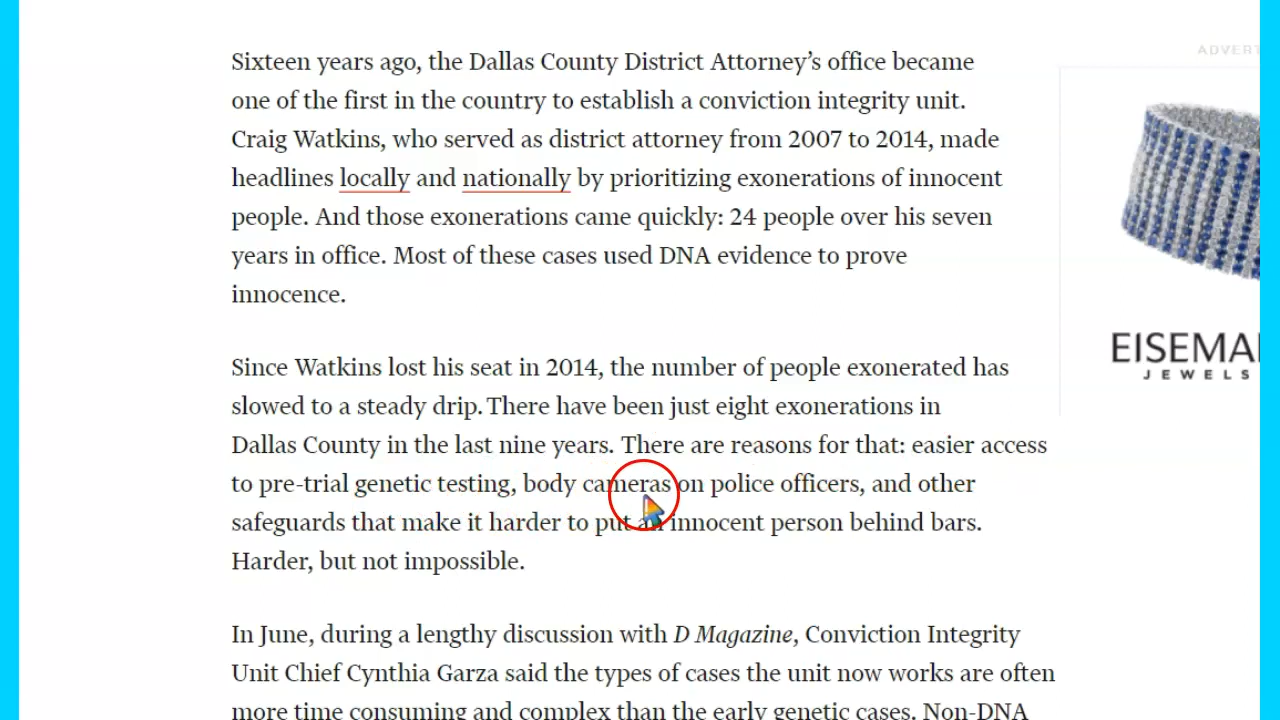 ADVERT
Sixteen years ago, the Dallas County District Attorney’s office became
one of the first in the country to establish a conviction integrity unit.
Craig Watkins, who served as district attorney from 2007 to 2014, made
headlines locally and nationally by prioritizing exonerations of innocent
people. And those exonerations came quickly: 24 people over his seven
years in office. Most of these cases used DNA evidence to prove
innocence.
EISEMA
JEWELS
Since Watkins lost his seat in 2014, the number of people exonerated has
slowed to a steady drip. There have been just eight exonerations in
Dallas County in the last nine years. There are reasons for that: easier access
to pre-trial genetic testing, body cameras on police officers, and other
safeguards that make it harder to put an innocent person behind bars.
Harder, but not impossible.
In June, during a lengthy discussion with D Magazine, Conviction Integrity
Unit Chief Cynthia Garza said the types of cases the unit now works are often
more time consuming and complex than the early genetic cases. Non-DNA